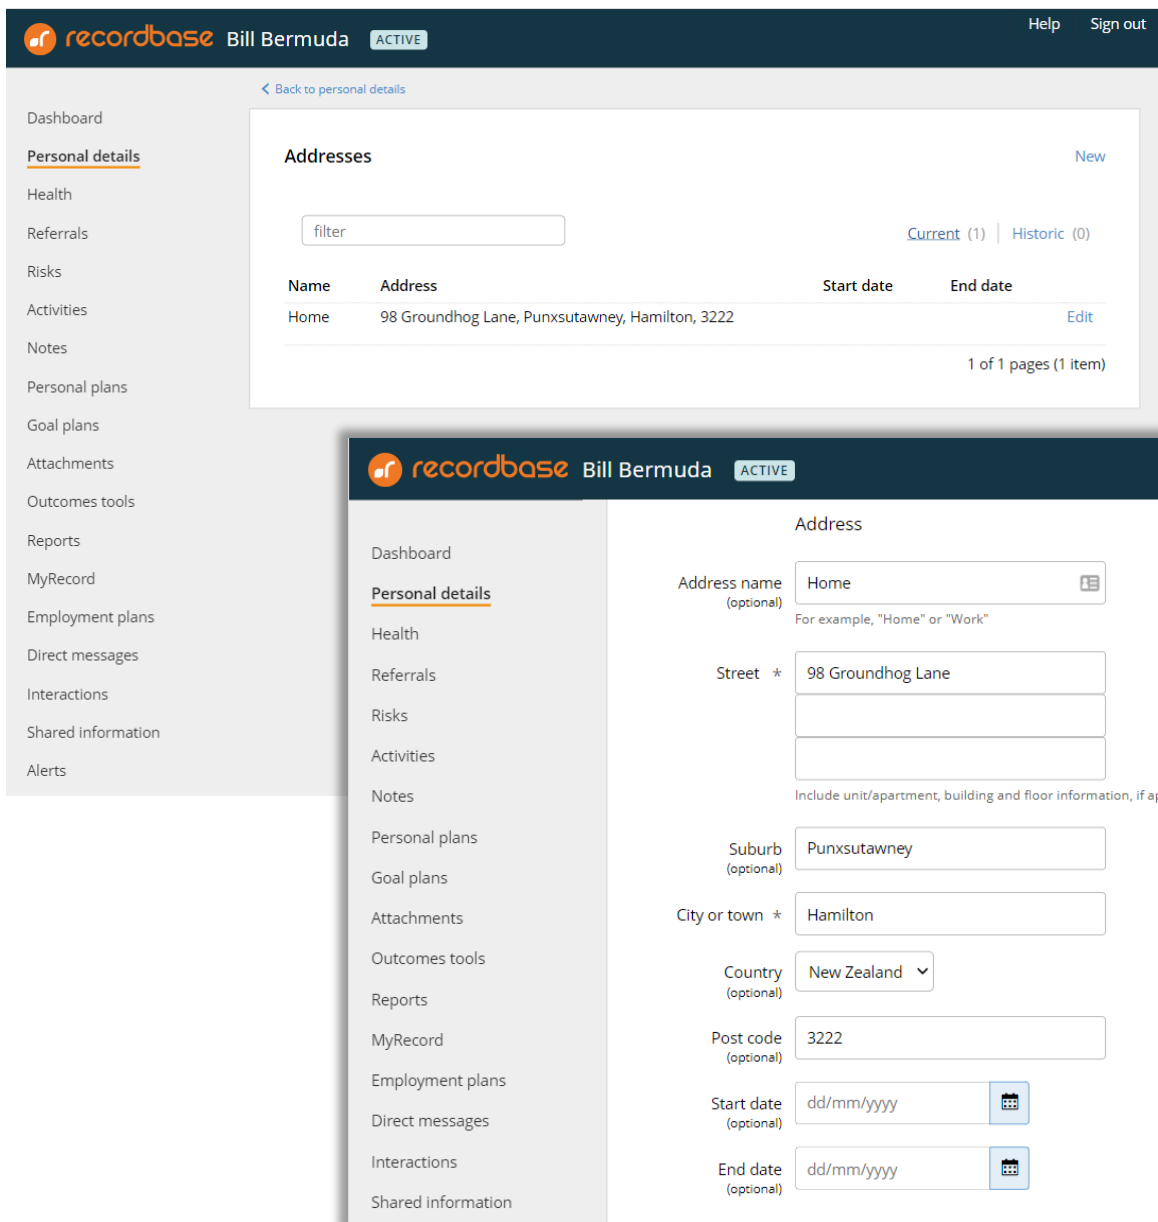 recordbase Bill Bermuda ACTIVE Help Sign out
Back to personal details
Dashboard
Personal details
Health
Referrals
Risks
Activities
Notes
Personal plans
Goal plans
Attachments
Outcomes tools
Reports
MyRecord
Employment plans
Direct messages
Interactions
Shared information
Alerts
Addresses New
filter Current (1) Historic (0)
Name Address Start date End date
Home 98 Groundhog Lane, Punxsutawney, Hamilton, 3222 Edit
1 of 1 pages (1 item)
recordbase Bill Bermuda ACTIVE
Dashboard
Personal details
Health
Referrals
Risks
Activities
Notes
Personal plans
Goal plans
Attachments
Outcomes tools
Reports
MyRecord
Employment plans
Direct messages
Interactions
Shared information
Address
Address name Home
(optional)
For example, "Home" or "Work"
Street * 98 Groundhog Lane
Include unit/apartment, building and floor information, if
Suburb Punxsutawney
(optional)
City or town * Hamilton
Country New Zealand
(optional)
Post code 3222
(optional)
Start date dd/mm/yyyy
(optional)
End date dd/mm/yyyy
(optional)